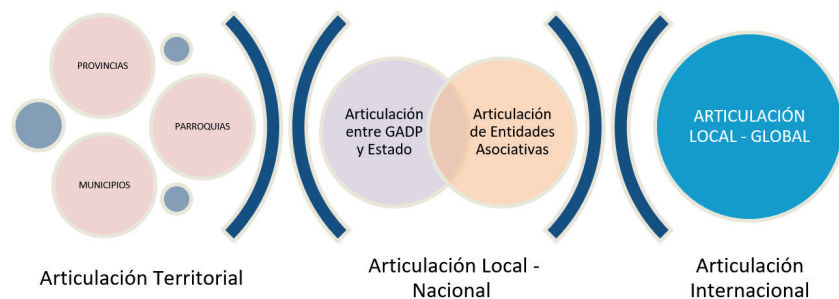 PROVINCIAS
PARROQUIAS
MUNICIPIOS
Articulación Territorial
Articulación
entre GADP
y Estado
Articulación
de Entidades
Asociativas
Articulación Local -
Nacional
ARTICULACIÓN
LOCAL - GLOBAL
Articulación
Internacional